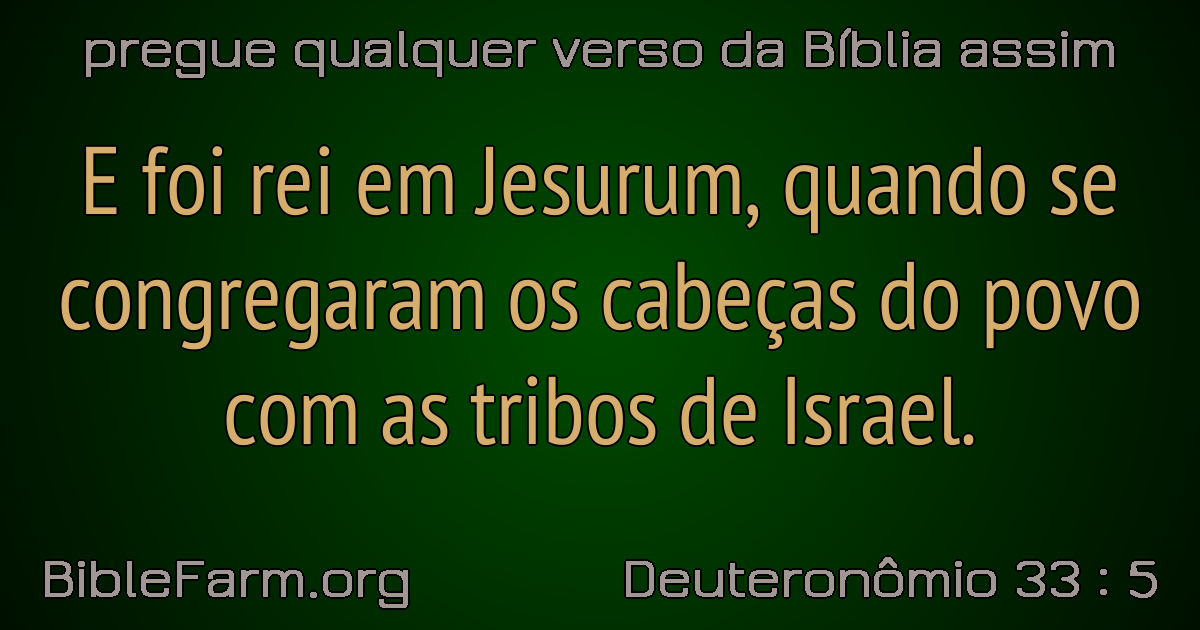 pregue qualquer verso da Bíblia assim
E foi rei em Jesurum, quando se
congregaram os cabeças do povo
com as tribos de Israel.
BibleFarm.org
Deuteronômio 33 : 5